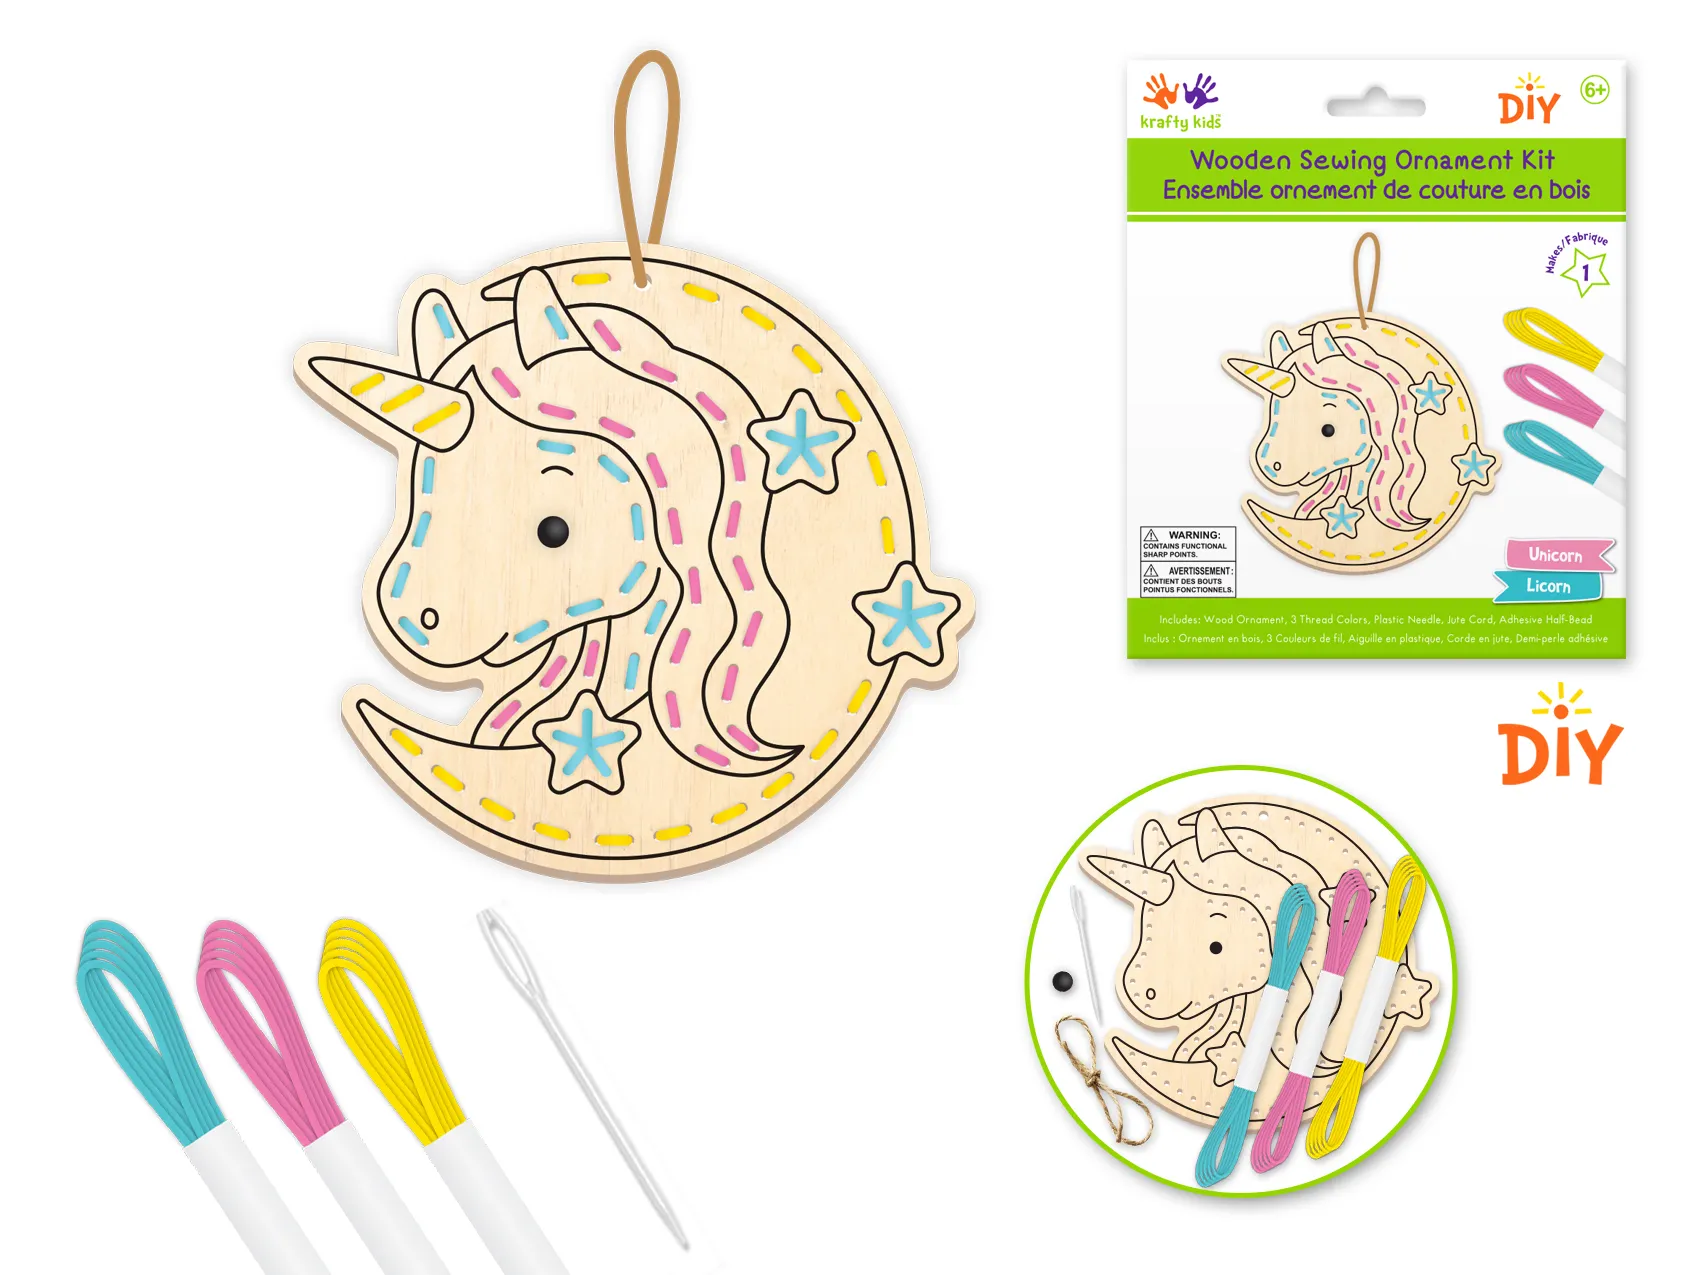 krafty kids™
DiY
6+
Wooden Sewing Ornament Kit
Ensemble ornement de couture en bois
Makes/Fabrique
1
WARNING:
CONTAINS FUNCTIONAL
SHARP POINTS.
AVERTISSEMENT:
CONTIENT DES BOUTS
POINTUS FONCTIONNELS.
Unicorn
Licorn
Includes: Wood Ornament, 3 Thread Colors, Plastic Needle, Jute Cord, Adhesive Half-Bead
Inclus : Ornement en bois, 3 Couleurs de fil, Aiguille en plastique, Corde en jute, Demi-perle adhésive
DiY